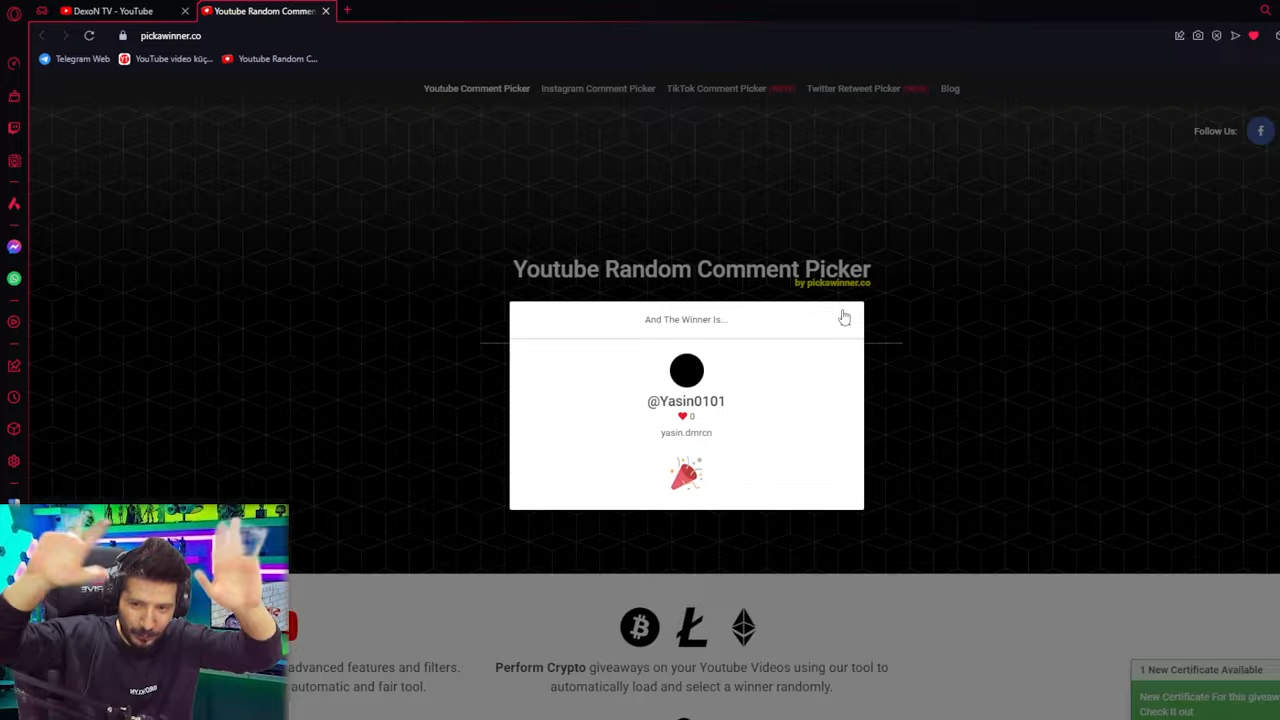 DexoN TV - YouTube
Youtube Random Commen
pickawinner.co
Telegram Web
YouTube video küç...
Youtube Random C...
Youtube Comment Picker
Instagram Comment Picker
TikTok Comment Picker (NEW)
Twitter Retweet Picker (NEW)
Blog
Follow Us:
Youtube Random Comment Picker
by pickawinner.co
And The Winner Is...
@Yasin0101
0
yasin.dmrcn
advanced features and filters.
automatic and fair tool.
Perform Crypto giveaways on your Youtube Videos using our tool to
automatically load and select a winner randomly.
1 New Certificate Available
New Certificate For this giveaw
Check it out